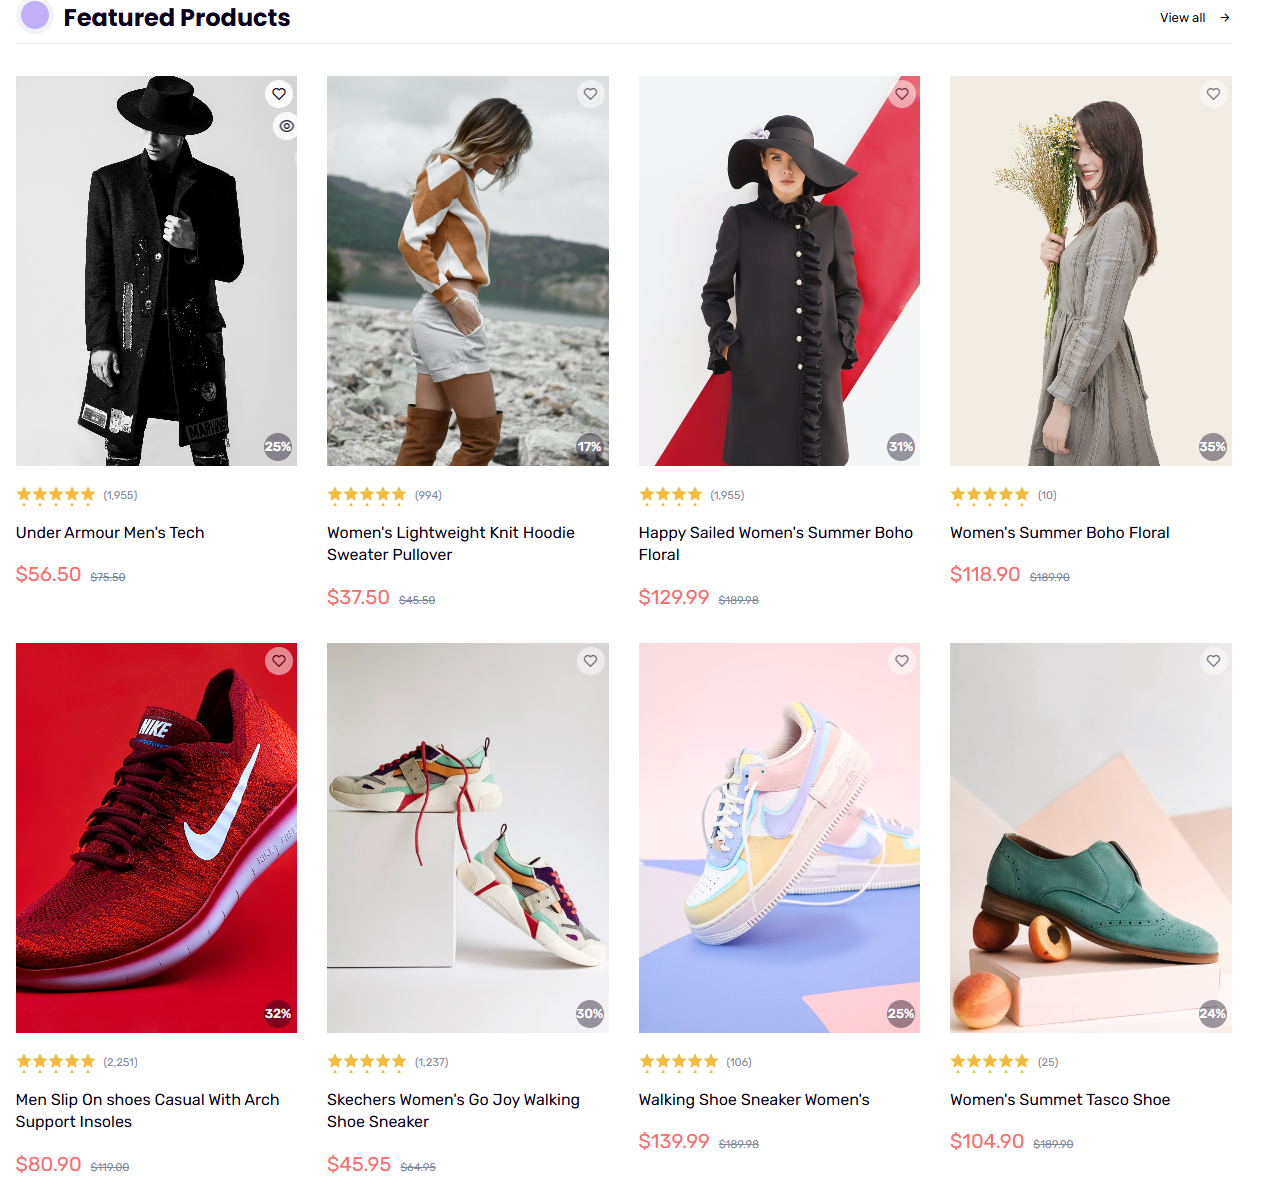 Featured Products
View all →
25%
17%
31%
35%
(1,955)
(994)
(1,955)
(10)
Under Armour Men's Tech
Women's Lightweight Knit Hoodie
Sweater Pullover
Happy Sailed Women's Summer Boho
Floral
Women's Summer Boho Floral
$56.50 $75.50
$37.50 $45.50
$129.99 $189.98
$118.90 $189.90
NIKE
32%
30%
25%
24%
(2,251)
(1,237)
(106)
(25)
Men Slip On shoes Casual With Arch
Support Insoles
Skechers Women's Go Joy Walking
Shoe Sneaker
Walking Shoe Sneaker Women's
Women's Summet Tasco Shoe
$80.90 $119.00
$45.95 $64.95
$139.99 $189.98
$104.90 $189.90